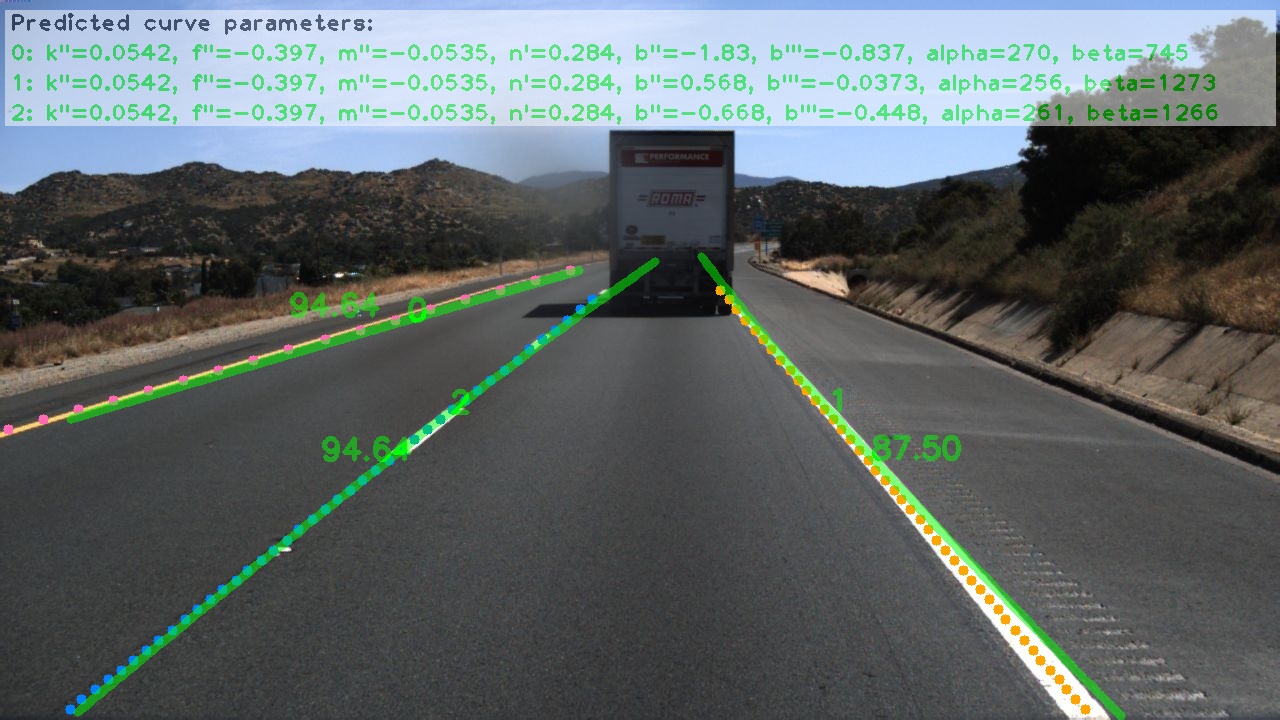 Predicted curve parameters:
0: k''=0.0542, f''=-0.397, m''=-0.0535, n'=0.284, b''=-1.83, b'''=-0.837, alpha=270, beta=745
1: k''=0.0542, f''=-0.397, m''=-0.0535, n'=0.284, b''=0.568, b'''=-0.0373, alpha=256, beta=1273
2: k''=0.0542, f''=-0.397, m''=-0.0535, n'=0.284, b''=-0.668, b'''=-0.448, alpha=261, beta=1266
PERFORMANCE
ROMA
94.64 0
2
1
94.64
87.50